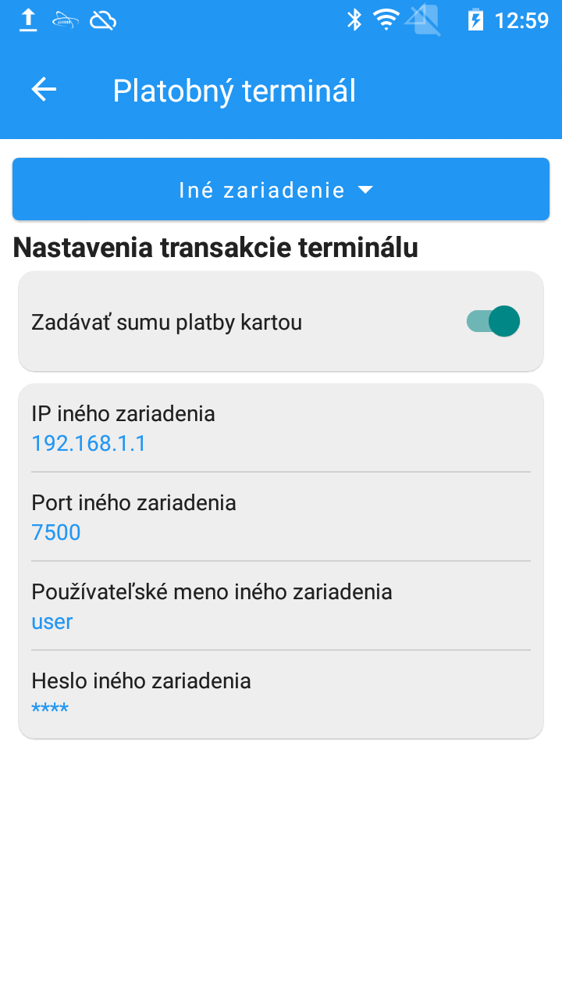 12:59
Platobný terminál
Iné zariadenie
Nastavenia transakcie terminálu
Zadávať sumu platby kartou
IP iného zariadenia
192.168.1.1
Port iného zariadenia
7500
Používateľské meno iného zariadenia
user
Heslo iného zariadenia
****